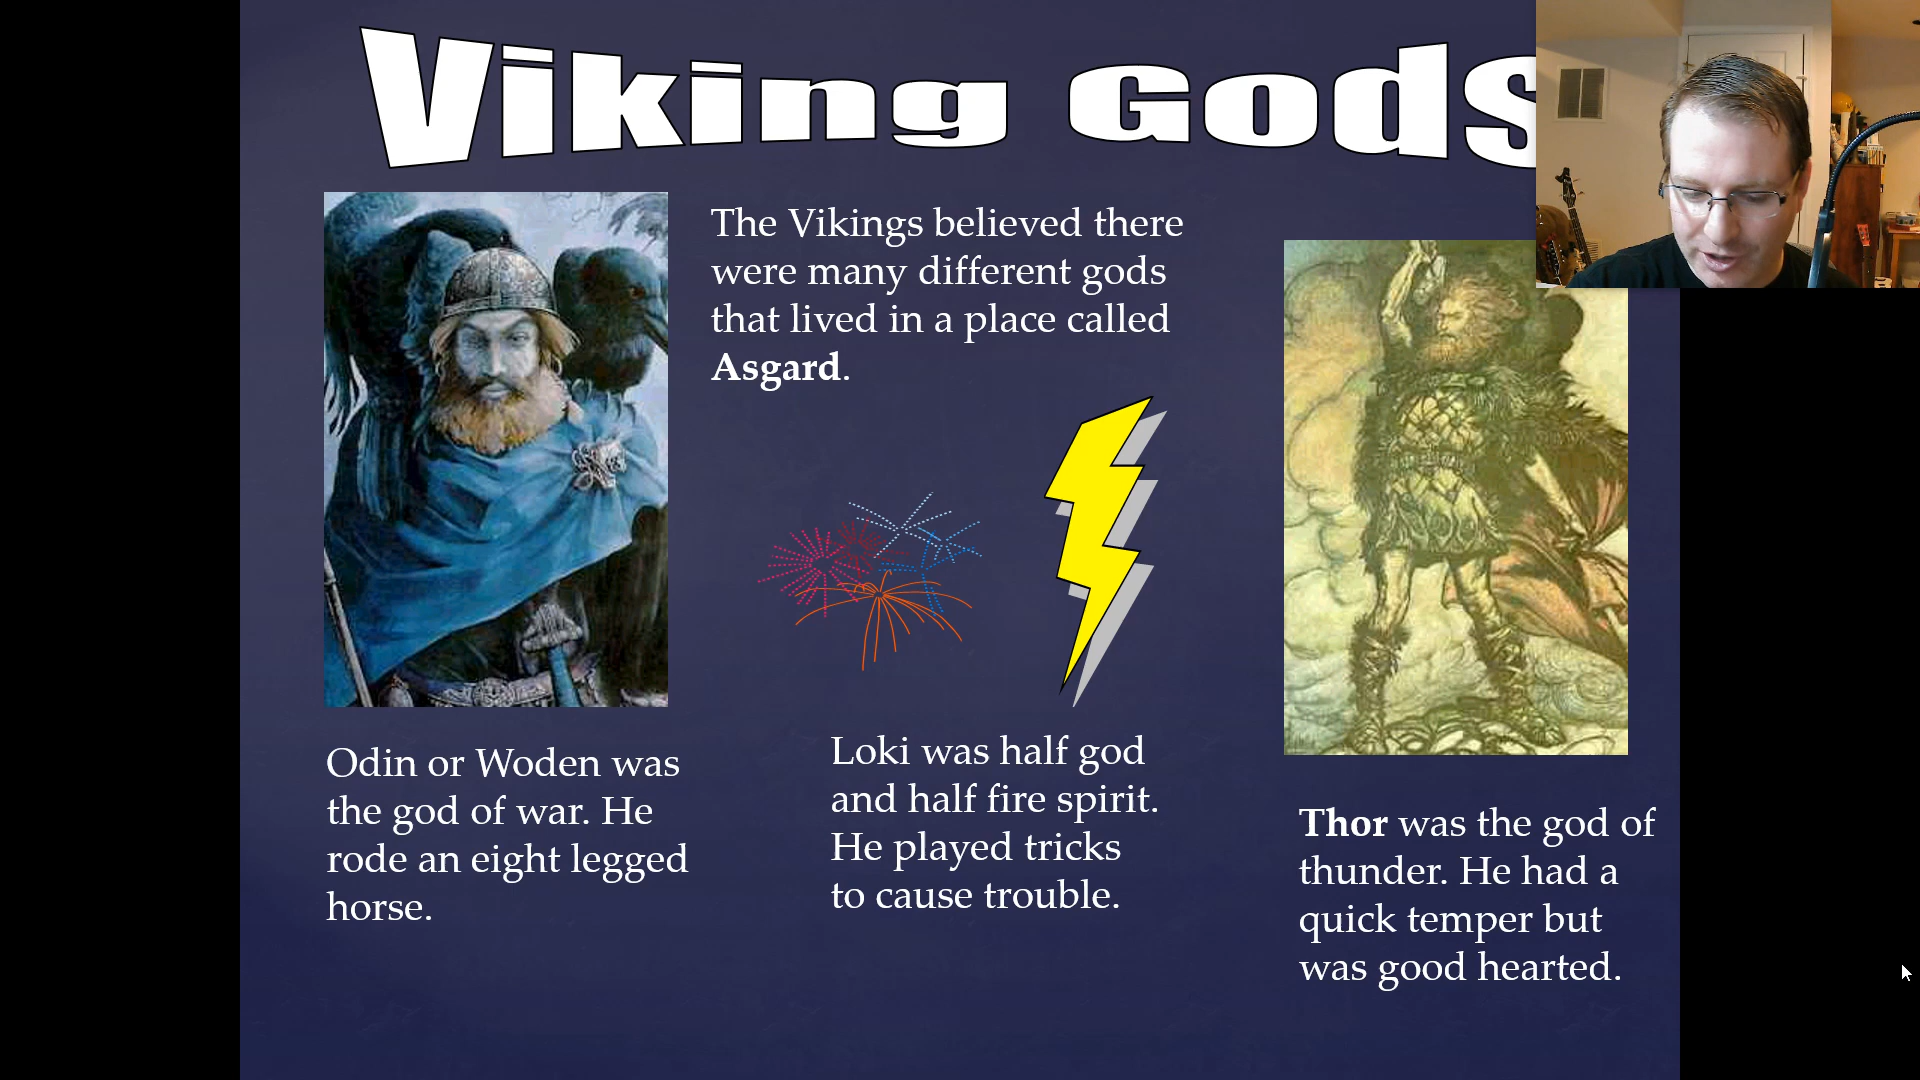 Viking Gods
The Vikings believed there
were many different gods
that lived in a place called
Asgard.
Odin or Woden was
the god of war. He
rode an eight legged
horse.
Loki was half god
and half fire spirit.
He played tricks
to cause trouble.
Thor was the god of
thunder. He had a
quick temper but
was good hearted.